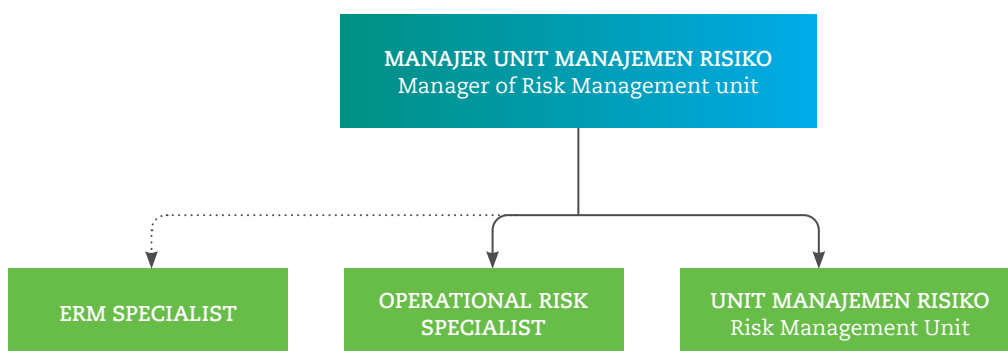 MANAJER UNIT MANAJEMEN RISIKO
Manager of Risk Management unit
ERM SPECIALIST
OPERATIONAL RISK
SPECIALIST
UNIT MANAJEMEN RISIKO
Risk Management Unit